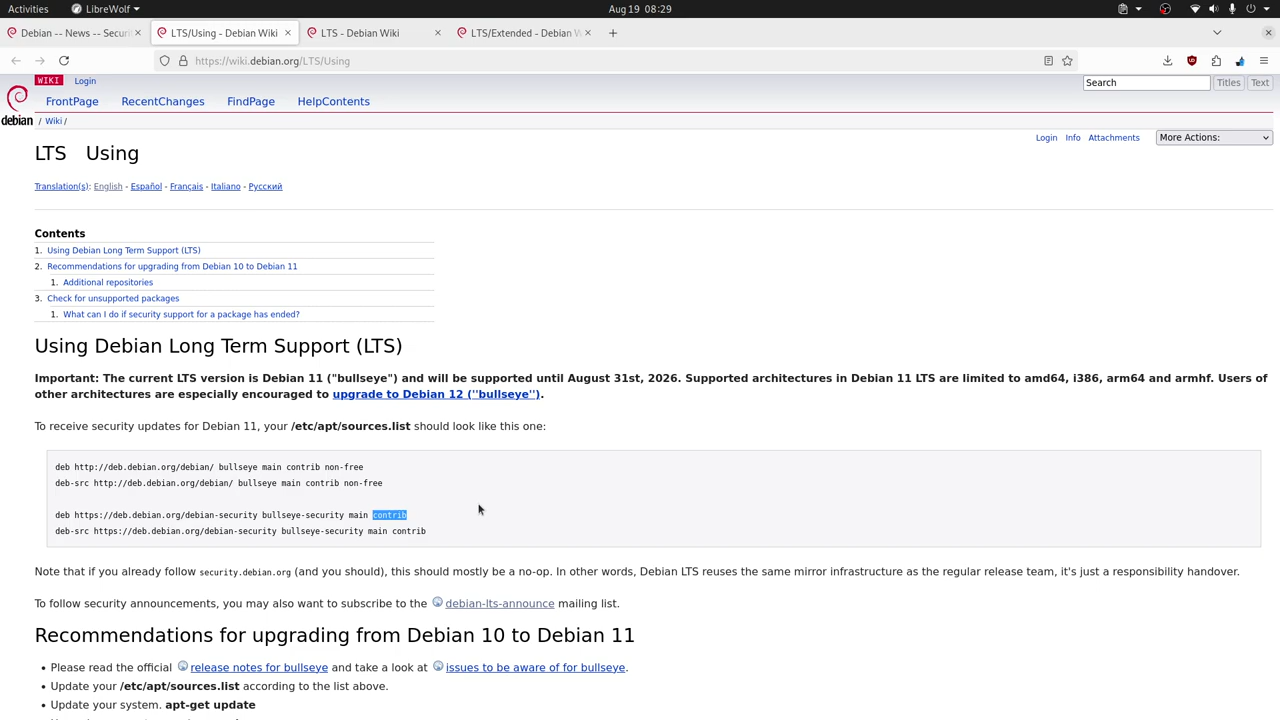 Activities LibreWolf Aug 19 08:29
Debian -- News -- Securi LTS/Using - Debian Wiki LTS - Debian Wiki LTS/Extended - Debian W
https://wiki.debian.org/LTS/Using
WIKI Login
Search Titles Text
FrontPage RecentChanges FindPage HelpContents
debian / Wiki /
Login Info Attachments More Actions:
LTS Using
Translation(s): English - Español - Français - Italiano - Русский
Contents
1. Using Debian Long Term Support (LTS)
2. Recommendations for upgrading from Debian 10 to Debian 11
1. Additional repositories
3. Check for unsupported packages
1. What can I do if security support for a package has ended?
Using Debian Long Term Support (LTS)
Important: The current LTS version is Debian 11 ("bullseye") and will be supported until August 31st, 2026. Supported architectures in Debian 11 LTS are limited to amd64, i386, arm64 and armhf. Users of
other architectures are especially encouraged to upgrade to Debian 12 (''bullseye'').
To receive security updates for Debian 11, your /etc/apt/sources.list should look like this one:
deb http://deb.debian.org/debian/ bullseye main contrib non-free
deb-src http://deb.debian.org/debian/ bullseye main contrib non-free
deb https://deb.debian.org/debian-security bullseye-security main contrib
deb-src https://deb.debian.org/debian-security bullseye-security main contrib
Note that if you already follow security.debian.org (and you should), this should mostly be a no-op. In other words, Debian LTS reuses the same mirror infrastructure as the regular release team, it's just a responsibility handover.
To follow security announcements, you may also want to subscribe to the debian-lts-announce mailing list.
Recommendations for upgrading from Debian 10 to Debian 11
• Please read the official release notes for bullseye and take a look at issues to be aware of for bullseye.
• Update your /etc/apt/sources.list according to the list above.
• Update your system. apt-get update